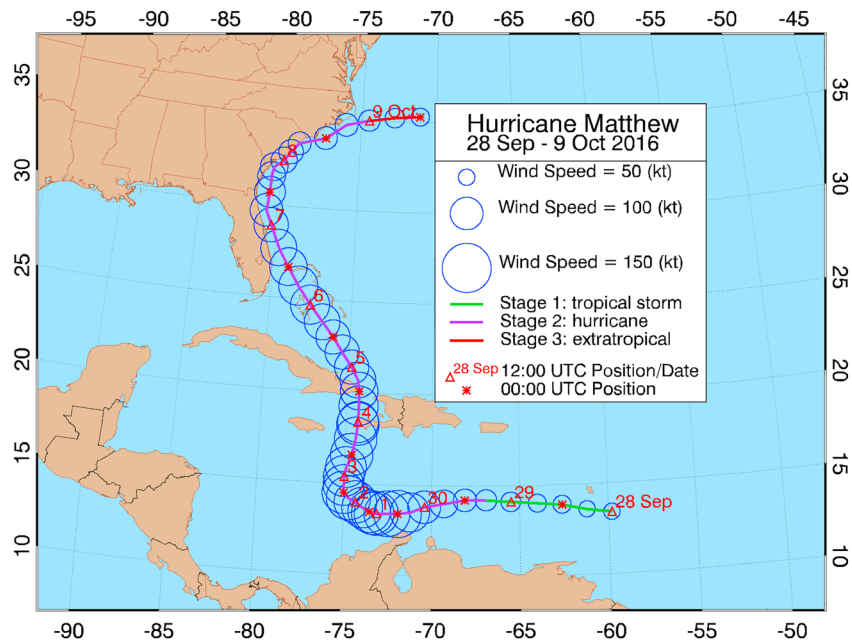 -95 -90 -85 -80 -75 -70 -65 -60 -55 -50 -45
35
30
25
20
15
10
35
30
25
20
15
10
9 Oct
8
7
6
5
4
3
2
1
30
29
28 Sep
Hurricane Matthew
28 Sep - 9 Oct 2016
Wind Speed = 50 (kt)
Wind Speed = 100 (kt)
Wind Speed = 150 (kt)
Stage 1: tropical storm
Stage 2: hurricane
Stage 3: extratropical
28 Sep 12:00 UTC Position/Date
00:00 UTC Position
-90 -85 -80 -75 -70 -65 -60 -55 -50